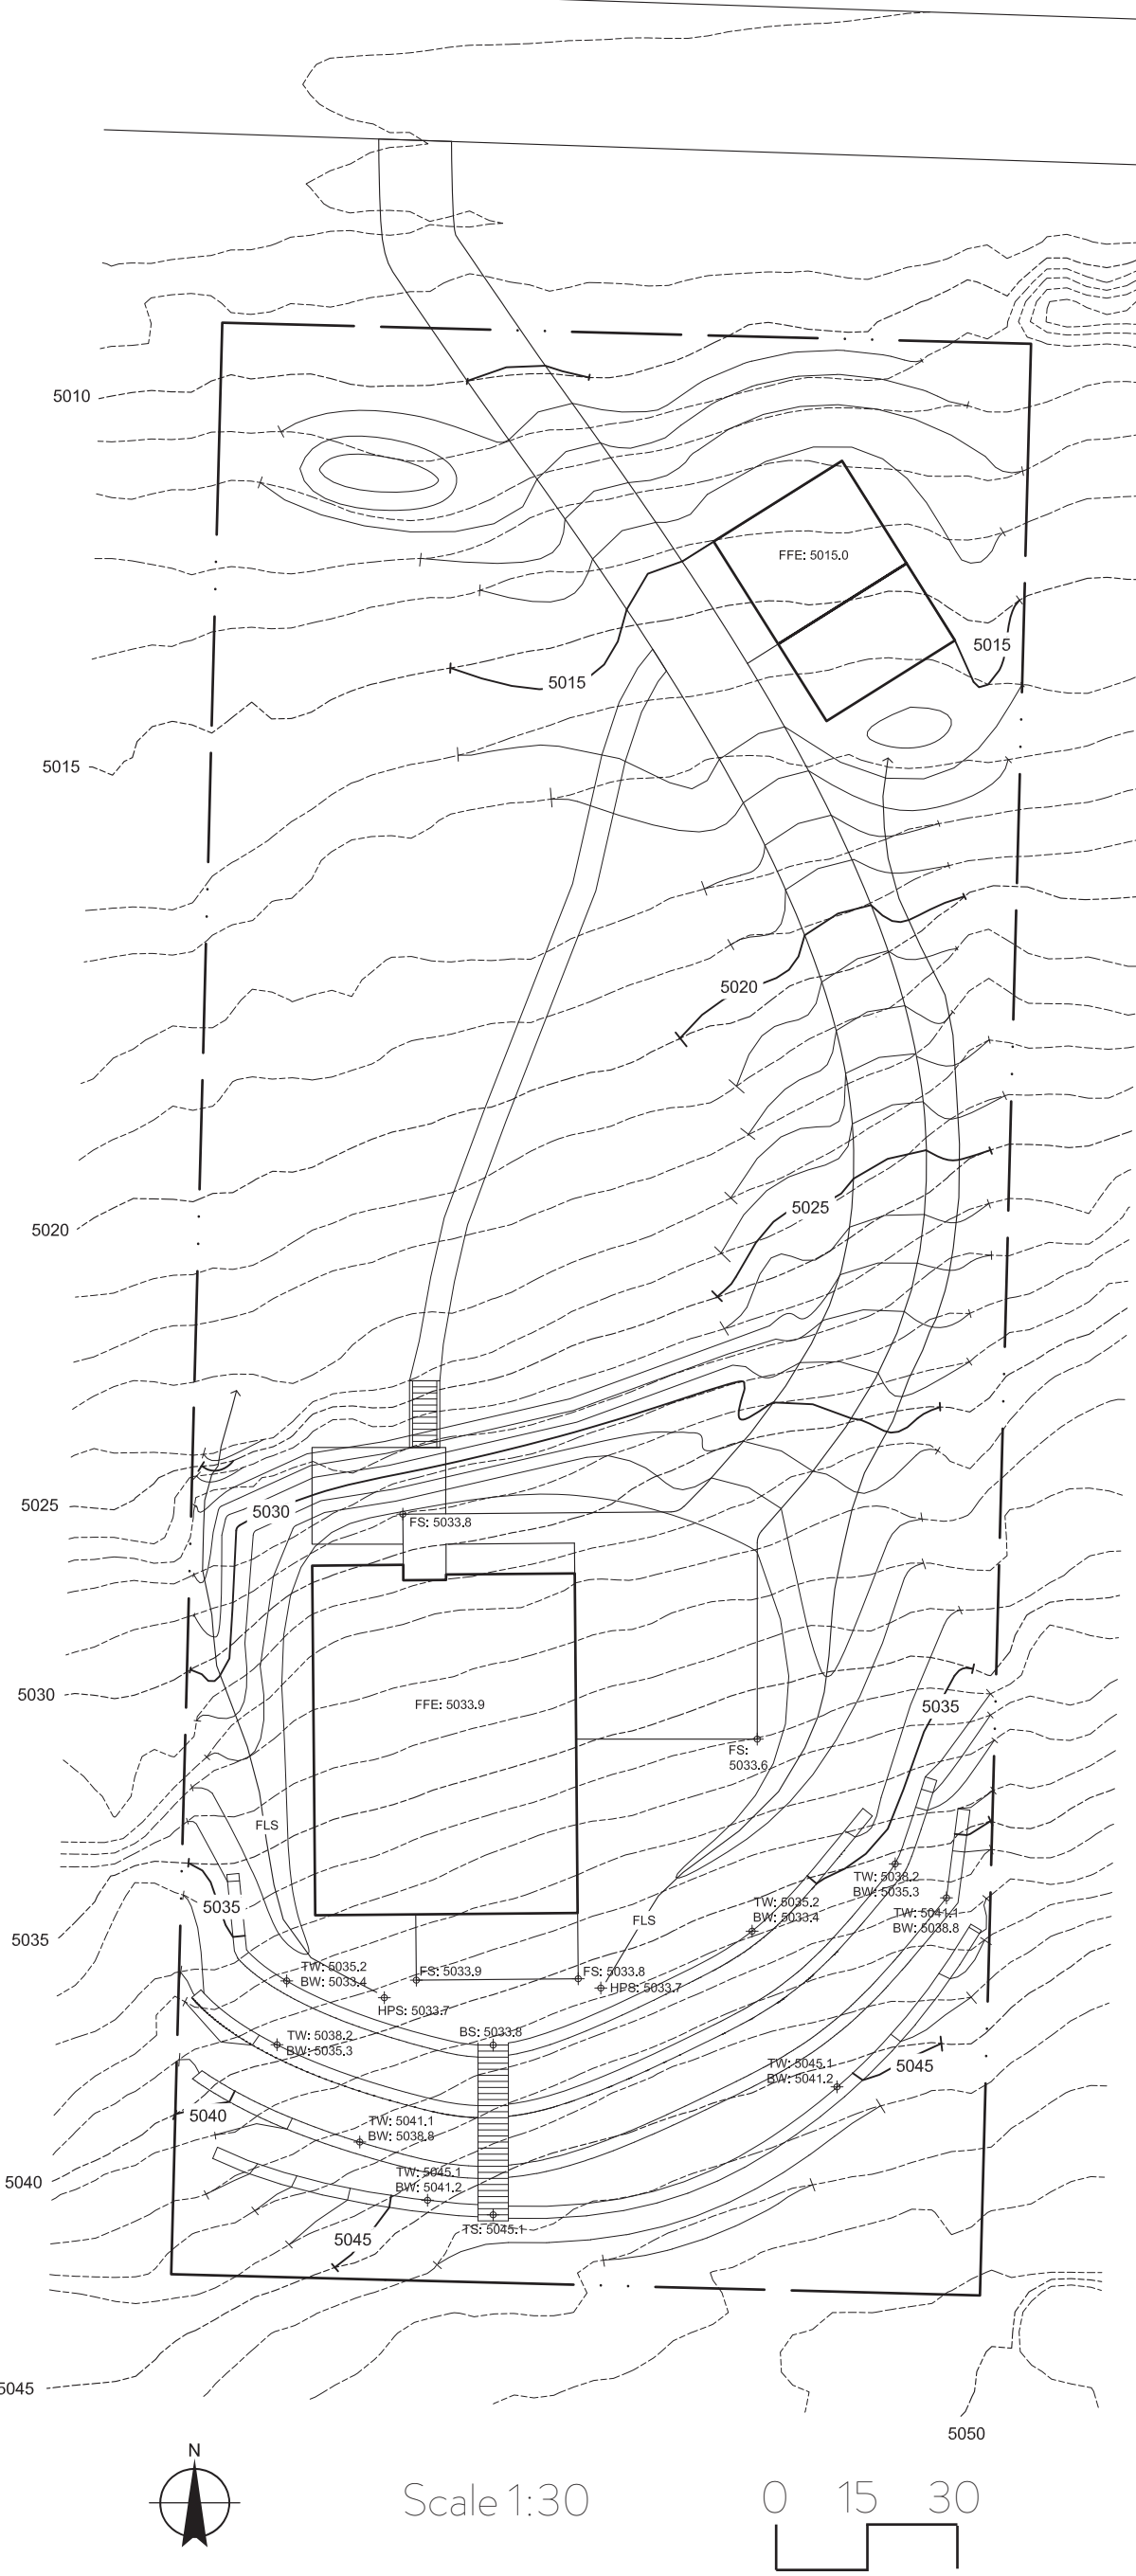 5010
FFE: 5015.0
5015
5015
5015
5020
5025
5020
5025
5030
FS: 5033.8
5030
FFE: 5033.9
5035
FS:
5033.6
FLS
TW: 5038.2
BW: 5035.3
5035
TW: 5035.2
BW: 5033.4
TW: 5041.1
BW: 5038.8
FLS
5035
TW: 5035.2
BW: 5033.4
FS: 5033.9
FS: 5033.8
HPS: 5033.7
HPS: 5033.7
BS: 5033.8
TW: 5038.2
BW: 5035.3
TW: 5045.1
BW: 5041.2
5045
5040
TW: 5041.1
BW: 5038.8
5040
TW: 5045.1
BW: 5041.2
TS: 5045.1
5045
5045
5050
N
Scale 1:30
0 15 30